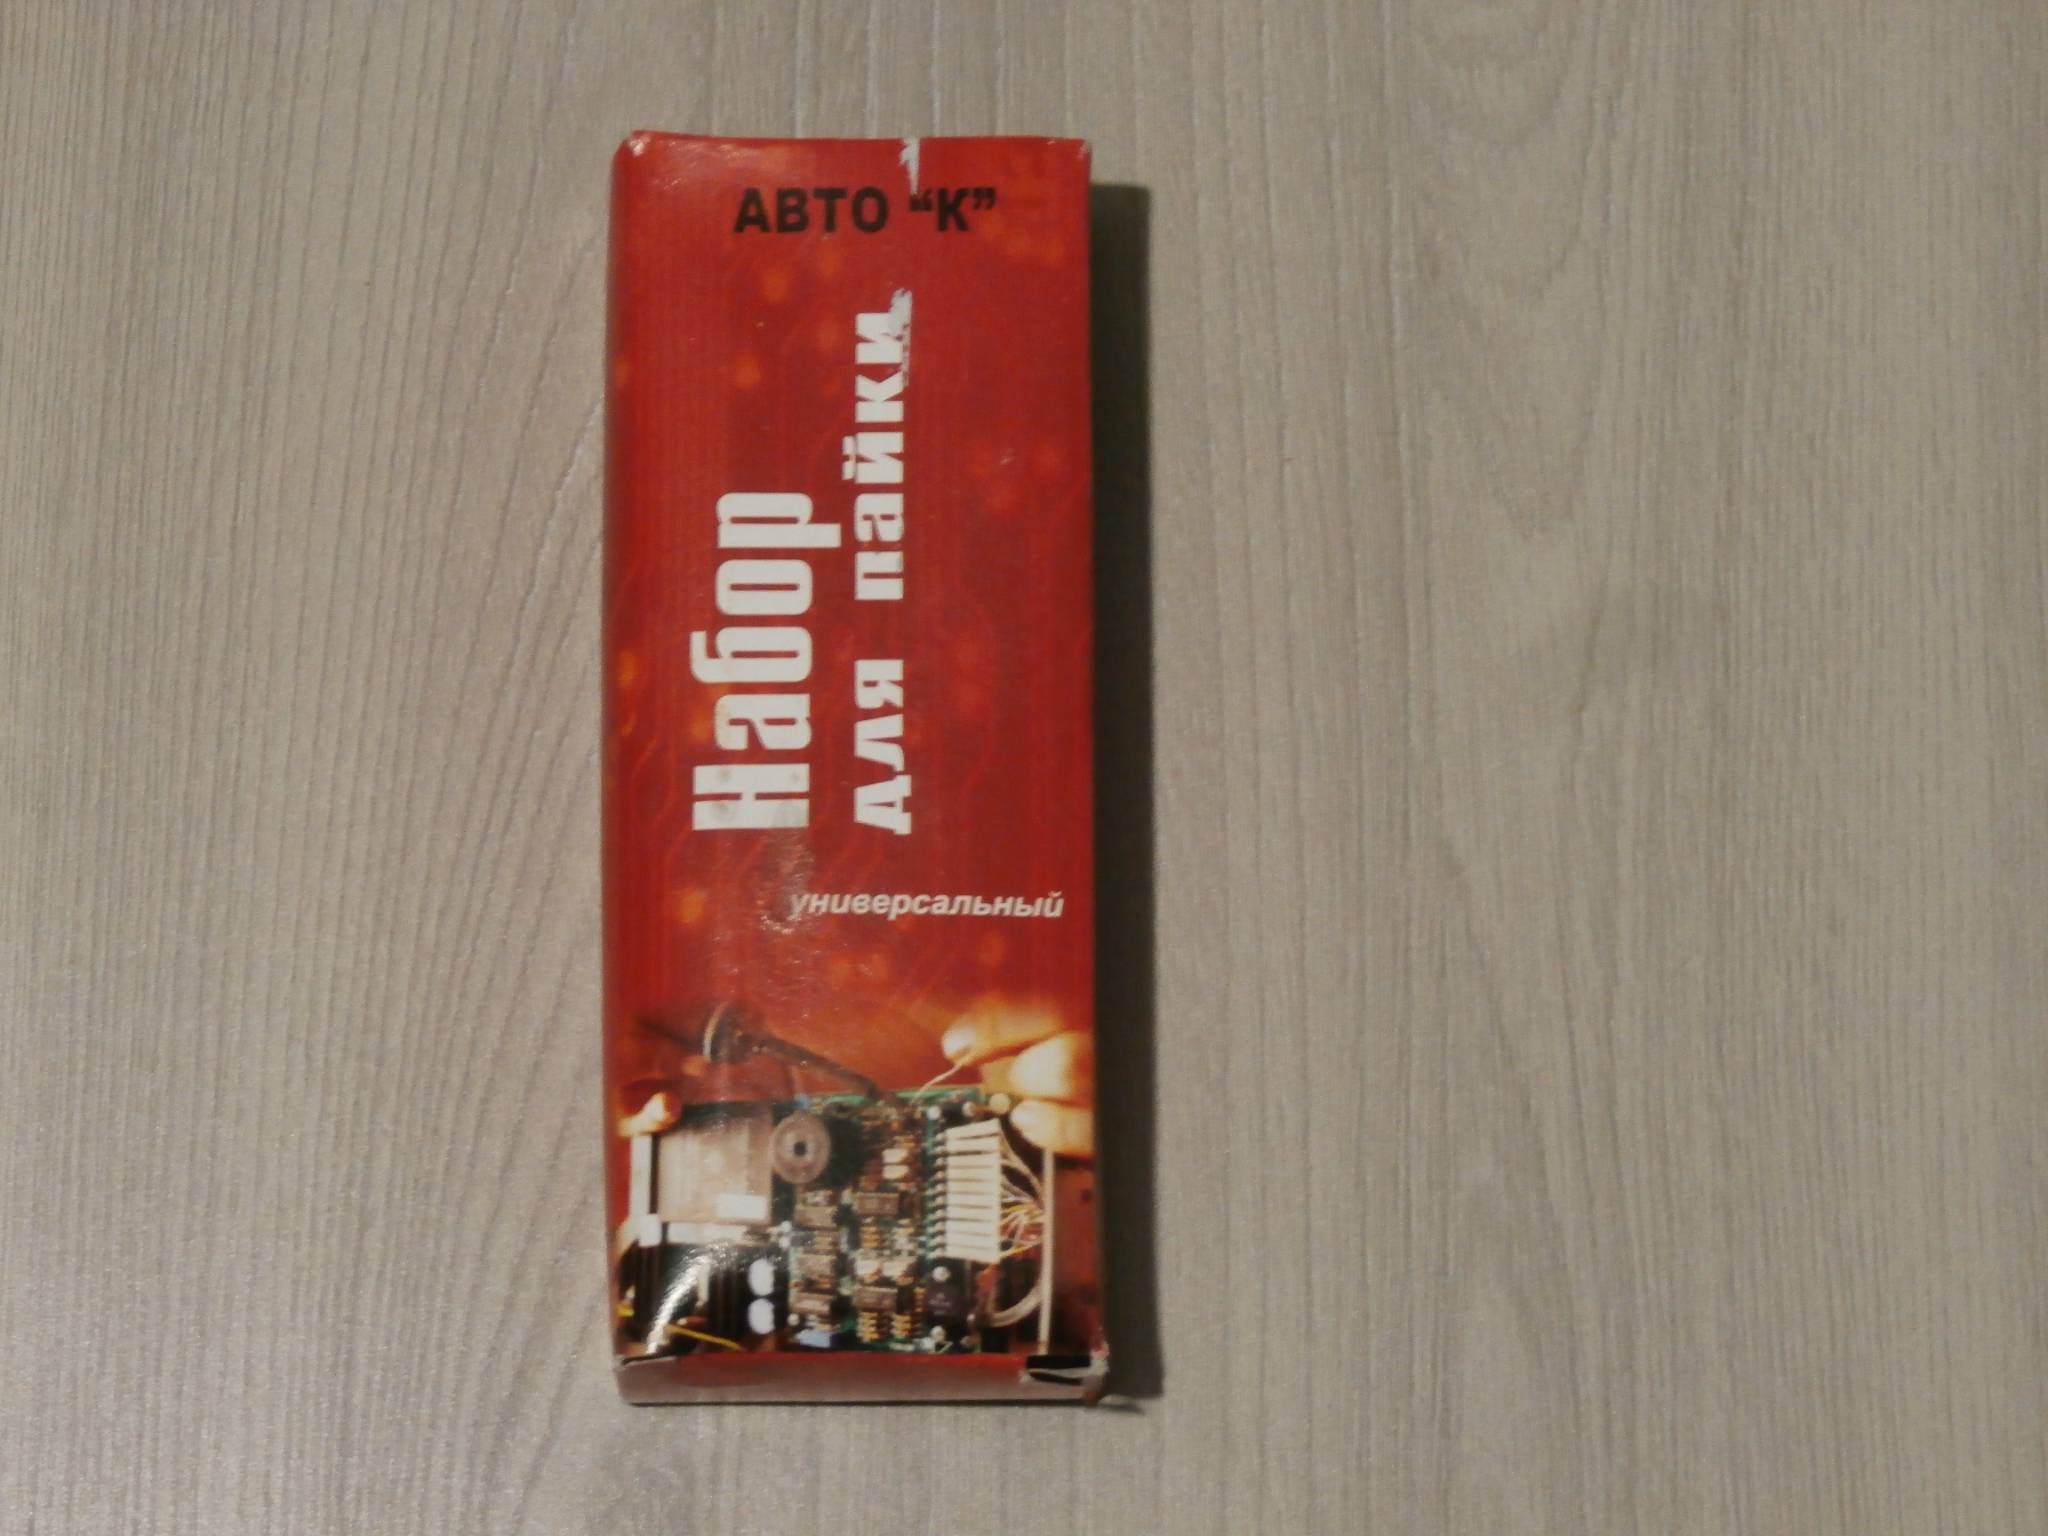 АВТО “К”
Набор
для пайки
универсальный